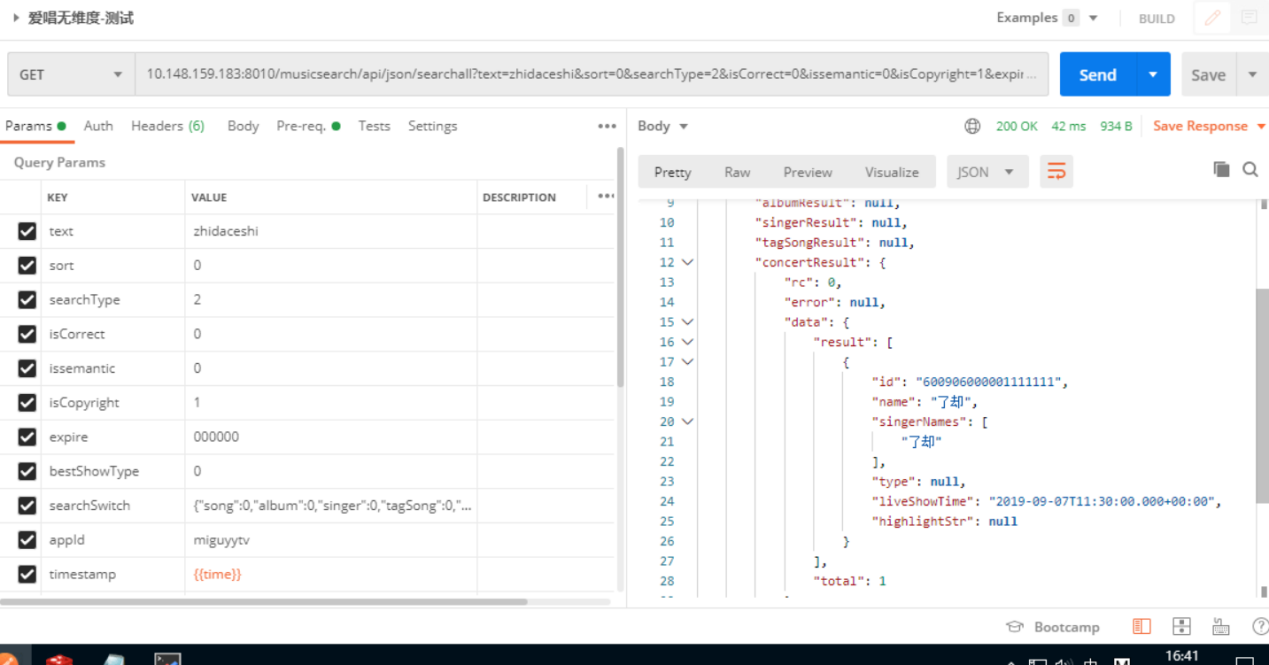 爱唱无维度-测试
Examples 0
BUILD
GET
10.148.159.183:8010/musicsearch/api/json/searchall?text=zhidaceshi&sort=0&searchType=2&isCorrect=0&issemantic=0&isCopyright=1&expir...
Send
Save
Params
Auth
Headers (6)
Body
Pre-req.
Tests
Settings
Query Params
KEY VALUE DESCRIPTION
text zhidaceshi
sort 0
searchType 2
isCorrect 0
issemantic 0
isCopyright 1
expire 000000
bestShowType 0
searchSwitch {"song":0,"album":0,"singer":0,"tagSong":0,"...
appId miguyytv
timestamp {{time}}
Body
200 OK 42 ms 934 B Save Response
Pretty Raw Preview Visualize JSON
9 "albumResult": null,
10 "singerResult": null,
11 "tagSongResult": null,
12 "concertResult": {
13 "rc": 0,
14 "error": null,
15 "data": {
16 "result": [
17 {
18 "id": "600906000001111111",
19 "name": "了却",
20 "singerNames": [
21 "了却"
22 ],
23 "type": null,
24 "liveShowTime": "2019-09-07T11:30:00.000+00:00",
25 "highlightStr": null
26 }
27 ],
28 "total": 1
Bootcamp
16:41